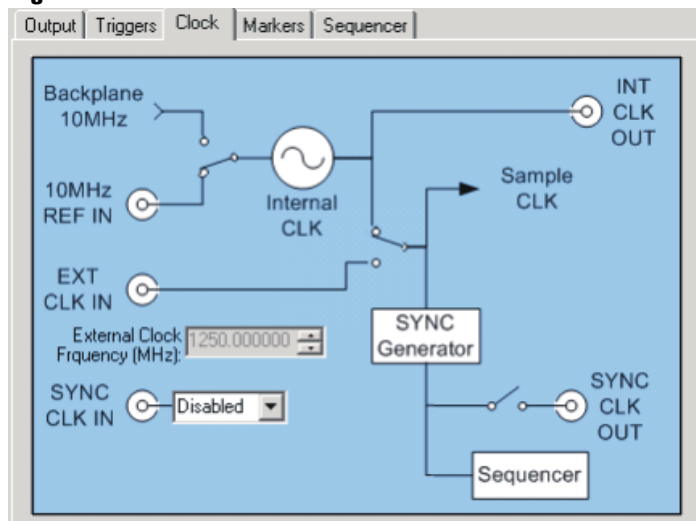 Output Triggers Clock Markers Sequencer
Backplane
10MHz
INT
CLK
OUT
10MHz
REF IN
Internal
CLK
Sample
CLK
EXT
CLK IN
External Clock
Frquency (MHz):
1250.000000
SYNC
Generator
SYNC
CLK IN
Disabled
SYNC
CLK
OUT
Sequencer